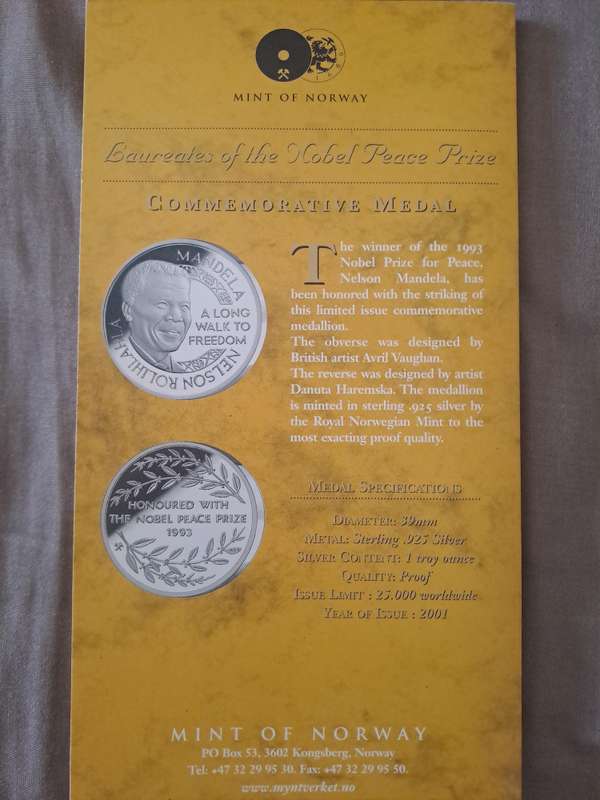 1686
MINT OF NORWAY
Laureates of the Nobel Peace Prize
COMMEMORATIVE MEDAL
MANDELA
A LONG
WALK TO
FREEDOM
NELSON ROLIHLAHLA
The winner of the 1993
Nobel Prize for Peace,
Nelson Mandela, has
been honored with the striking of
this limited issue commemorative
medallion.
The obverse was designed by
British artist Avril Vaughan.
The reverse was designed by artist
Danuta Haremska. The medallion
is minted in sterling .925 silver by
the Royal Norwegian Mint to the
most exacting proof quality.
HONOURED WITH
THE NOBEL PEACE PRIZE
1993
MEDAL SPECIFICATIONS
DIAMETER: 39mm
METAL: Sterling .925 Silver
SILVER CONTENT: 1 troy ounce
QUALITY: Proof
ISSUE LIMIT : 25.000 worldwide
YEAR OF ISSUE : 2001
MINT OF NORWAY
PO Box 53, 3602 Kongsberg, Norway
Tel: +47 32 29 95 30. Fax: +47 32 29 95 50.
www.myntverket.no